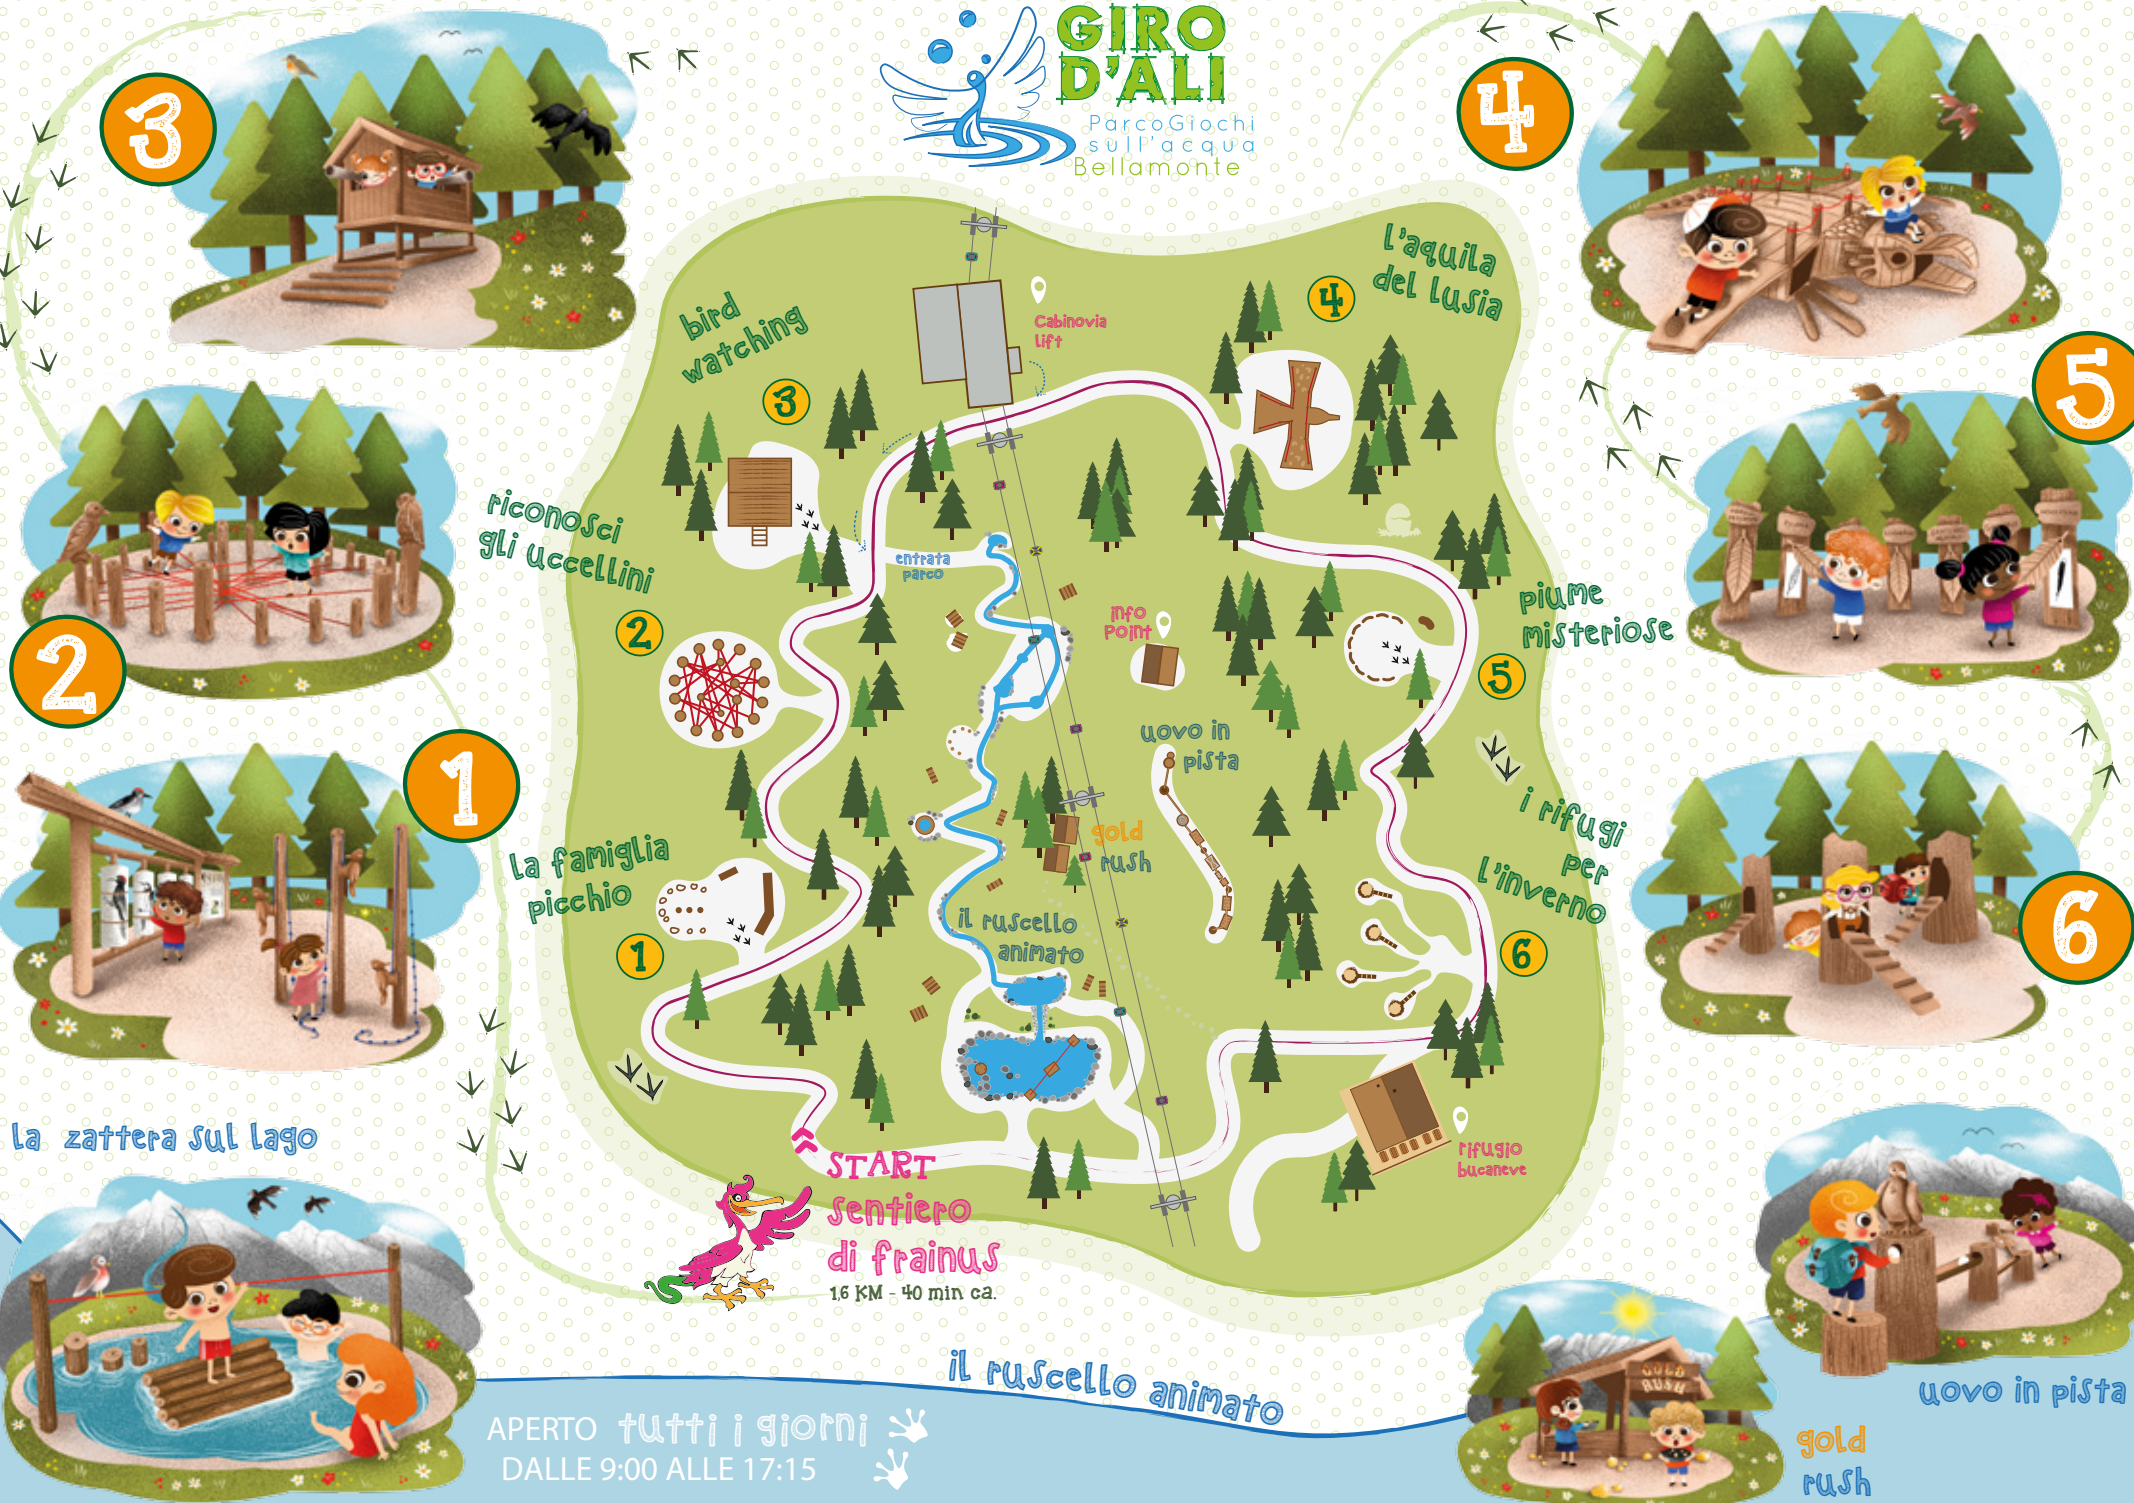 GIRO
D'ALI
ParcoGiochi
sull'acqua
Bellamonte
3
4
2
5
1
6
l'aquila
del lusia
4
Cabinovia
lift
bird
watching
3
riconosci
gli uccellini
2
entrata
parco
info
Point
piume
misteriose
5
uovo in
pista
gold
rush
i rifugi
per
l'inverno
6
la famiglia
picchio
1
il ruscello
animato
rifugio
bucaneve
START
sentiero
di frainus
1,6 KM - 40 min ca.
la zattera sul lago
il ruscello animato
APERTO tutti i giorni
DALLE 9:00 ALLE 17:15
GOLD
RUSH
uovo in pista
gold
rush